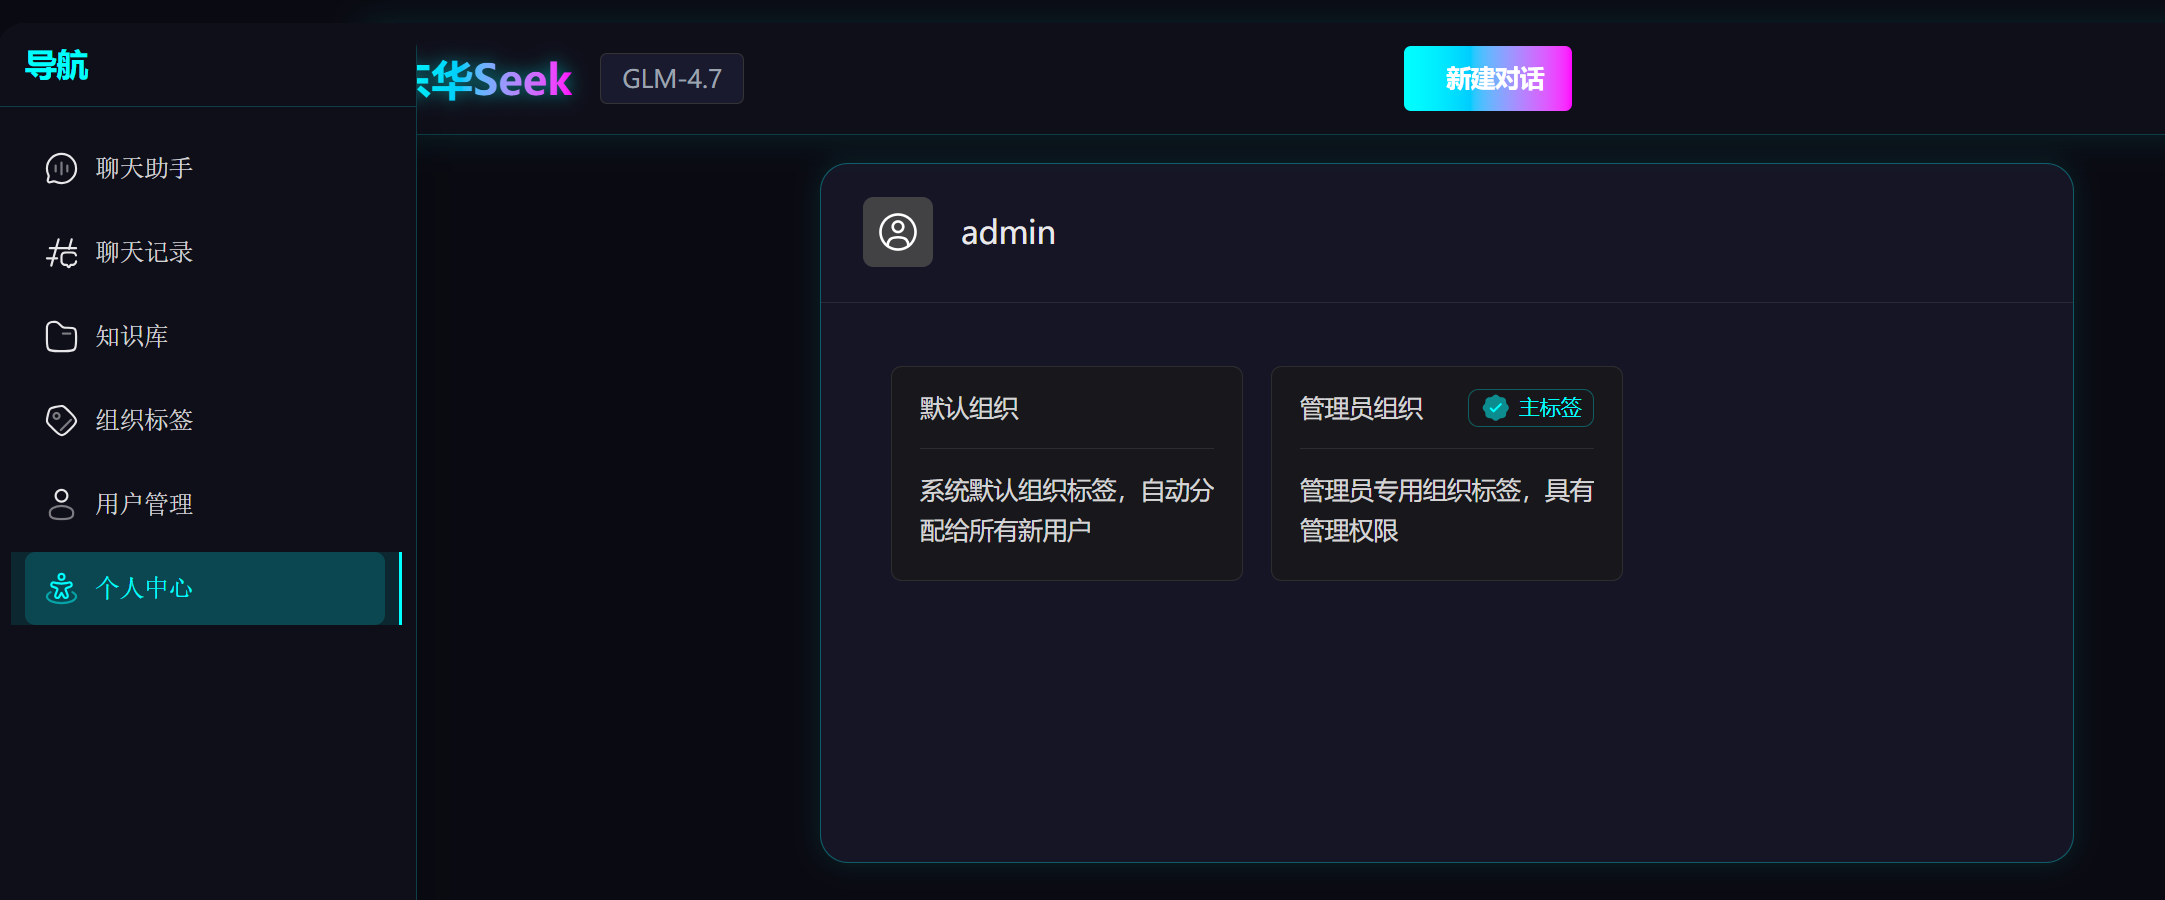 导航
华Seek
GLM-4.7
新建对话
聊天助手
聊天记录
知识库
组织标签
用户管理
个人中心
admin
默认组织
系统默认组织标签，自动分
配给所有新用户
管理员组织
主标签
管理员专用组织标签，具有
管理权限